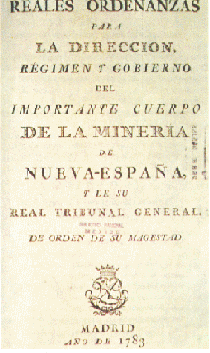 REALES ORDENANZAS
PARA
LA DIRECCION,
RÉGIMEN Y GOBIERNO
DEL
IMPORTANTE CUERPO
DE LA MINERÍA
DE
NUEVA-ESPAÑA,
Y DE SU
REAL TRIBUNAL GENERAL.
DE ORDEN DE SU MAGESTAD
MADRID
AÑO DE 1783